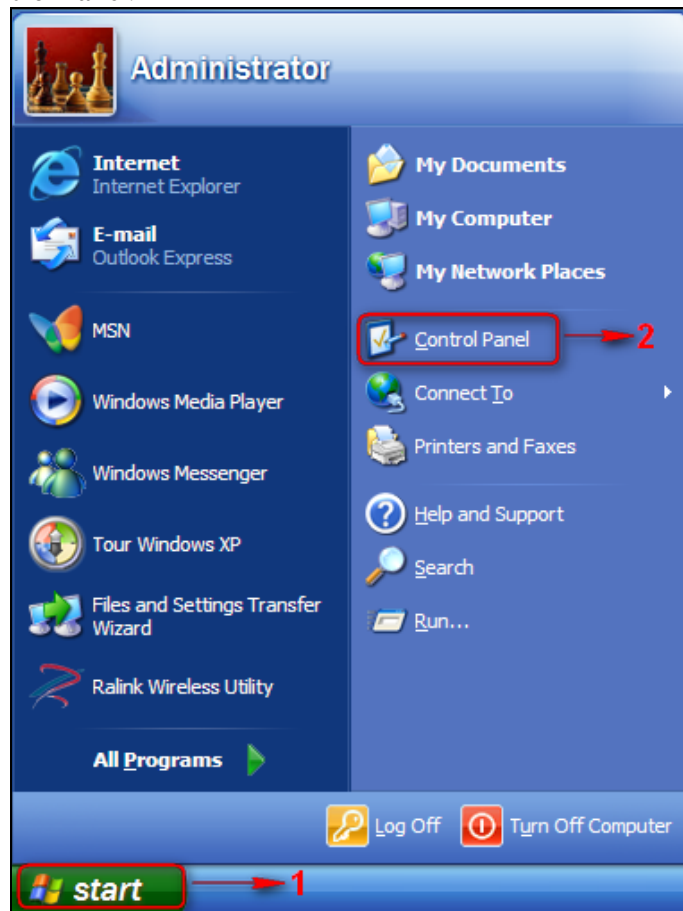 Administrator
Internet
Internet Explorer
E-mail
Outlook Express
MSN
Windows Media Player
Windows Messenger
Tour Windows XP
Files and Settings Transfer
Wizard
Ralink Wireless Utility
All Programs
My Documents
My Computer
My Network Places
Control Panel
2
Connect To
Printers and Faxes
Help and Support
Search
Run...
Log Off
Turn Off Computer
start
1